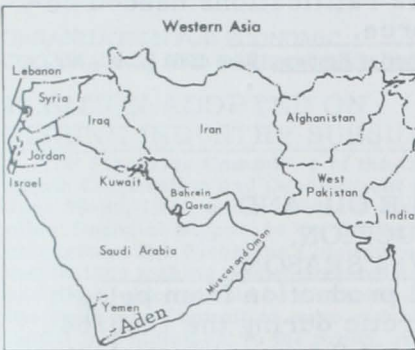 Western Asia
Lebanon
Syria
Iraq
Iran
Afghanistan
Jordan
Israel
Kuwait
Bahrein
Qatar
West
Pakistan
India
Saudi Arabia
Muscat and Oman
Yemen
Aden